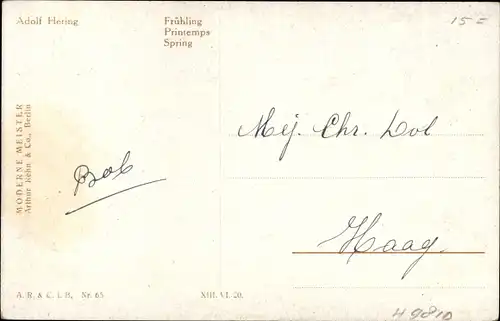 Adolf Hering
Frühling
Printemps
Spring
15=
MODERNE MEISTER
Arthur Rehn & Co., Berlin
Mej. Chr. Dol
Bob
Haag.
A. R. & C. i. B. Nr. 65.
XIII. VI. 20.
H 9810